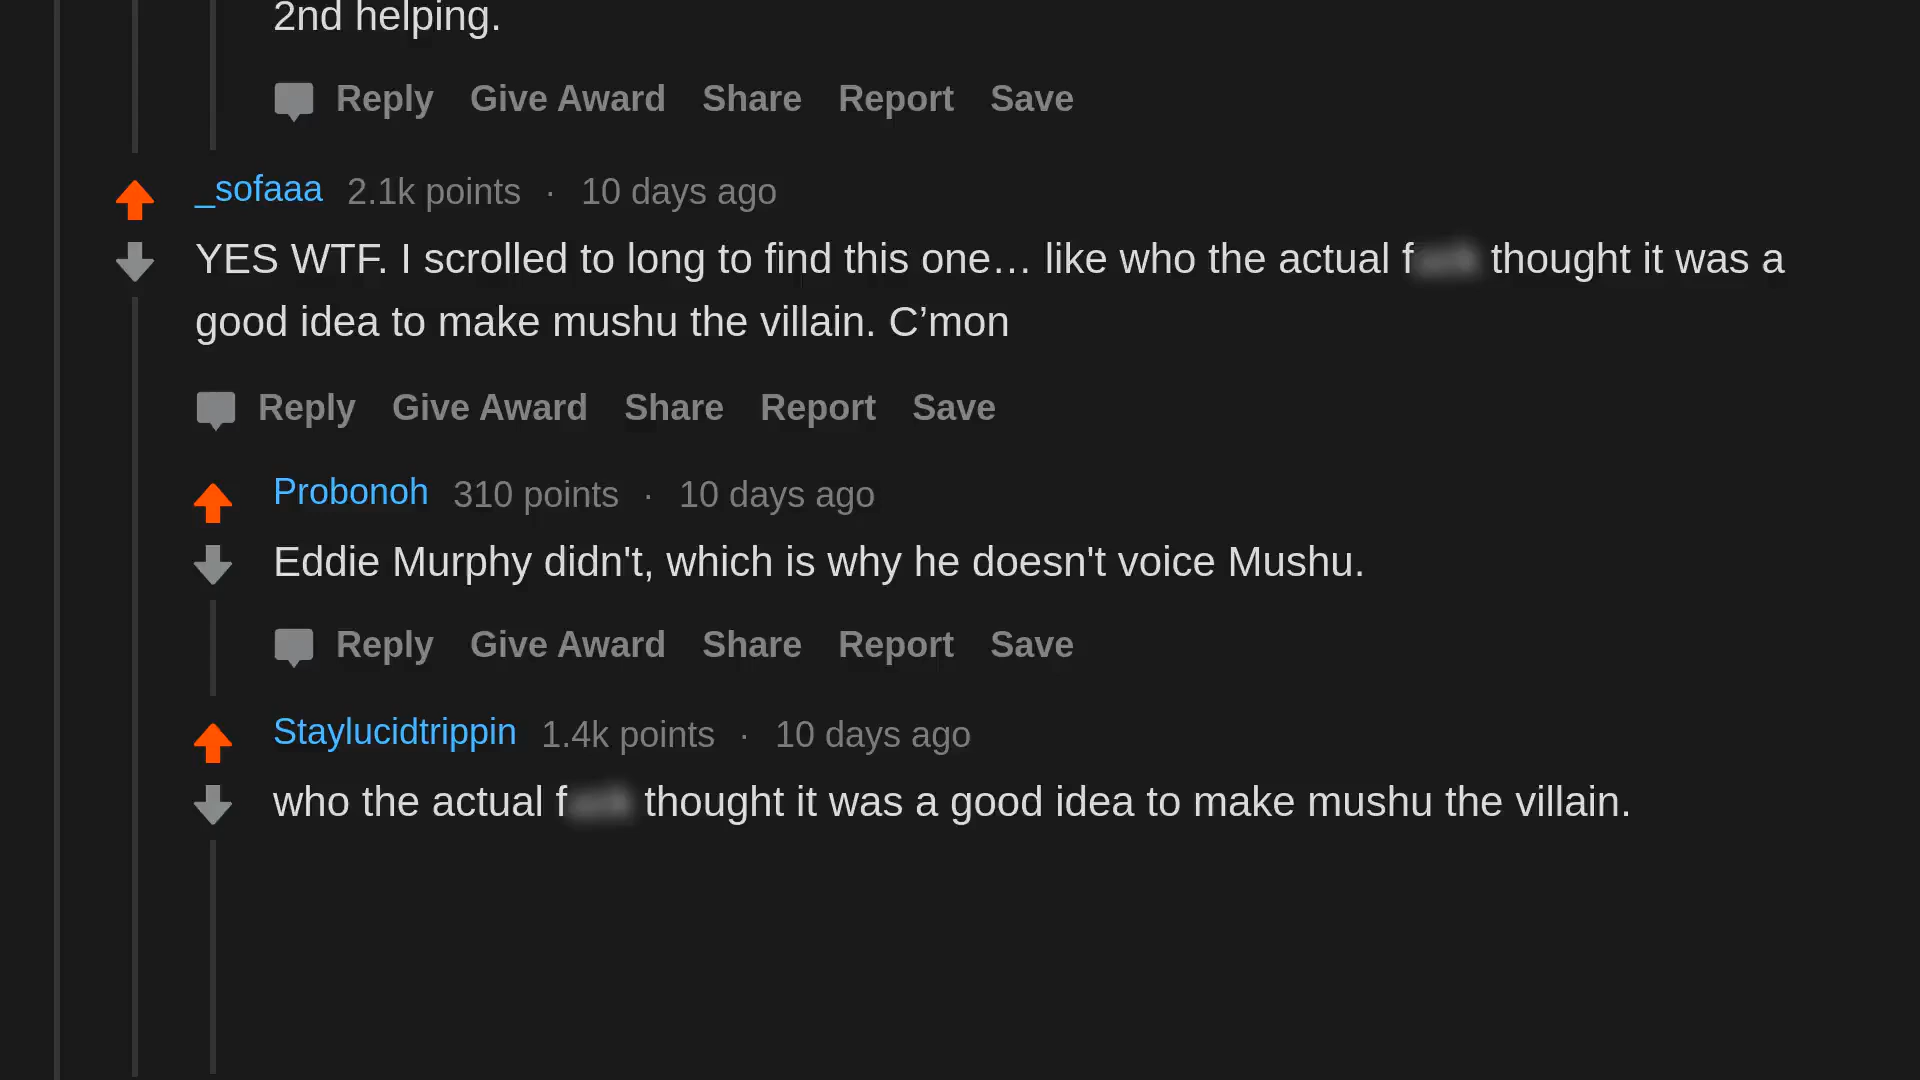 2nd helping.
Reply Give Award Share Report Save
_sofaaa 2.1k points · 10 days ago
YES WTF. I scrolled to long to find this one… like who the actual f thought it was a
good idea to make mushu the villain. C’mon
Reply Give Award Share Report Save
Probonoh 310 points · 10 days ago
Eddie Murphy didn't, which is why he doesn't voice Mushu.
Reply Give Award Share Report Save
Staylucidtrippin 1.4k points · 10 days ago
who the actual f thought it was a good idea to make mushu the villain.